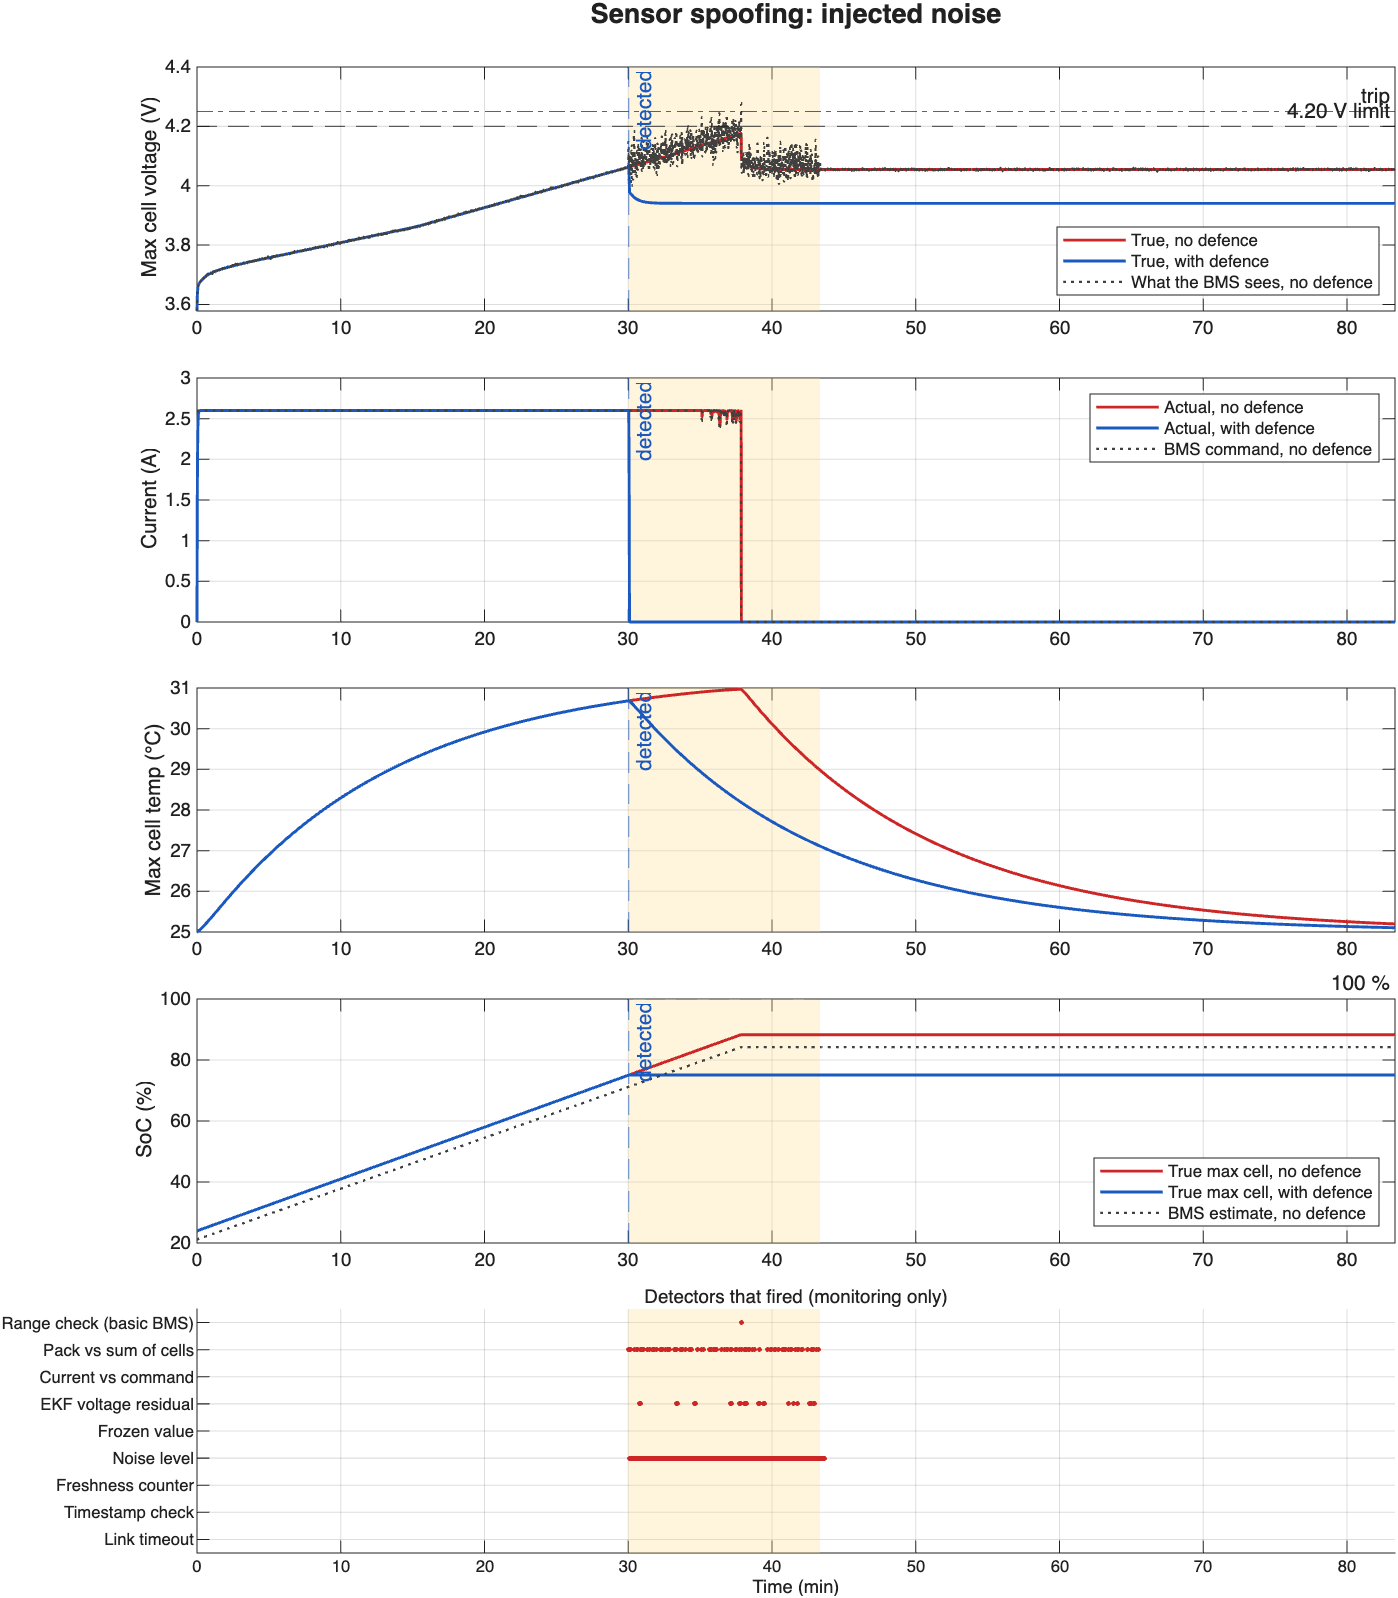 Sensor spoofing: injected noise
4.4
4.2
4
3.8
3.6
Max cell voltage (V)
detected
trip
4.20 V limit
True, no defence
True, with defence
What the BMS sees, no defence
0 10 20 30 40 50 60 70 80
3
2.5
2
1.5
1
0.5
0
Current (A)
detected
Actual, no defence
Actual, with defence
BMS command, no defence
0 10 20 30 40 50 60 70 80
31
30
29
28
27
26
25
Max cell temp (°C)
detected
0 10 20 30 40 50 60 70 80
100 %
100
80
60
40
20
SoC (%)
detected
True max cell, no defence
True max cell, with defence
BMS estimate, no defence
0 10 20 30 40 50 60 70 80
Detectors that fired (monitoring only)
Range check (basic BMS)
Pack vs sum of cells
Current vs command
EKF voltage residual
Frozen value
Noise level
Freshness counter
Timestamp check
Link timeout
0 10 20 30 40 50 60 70 80
Time (min)